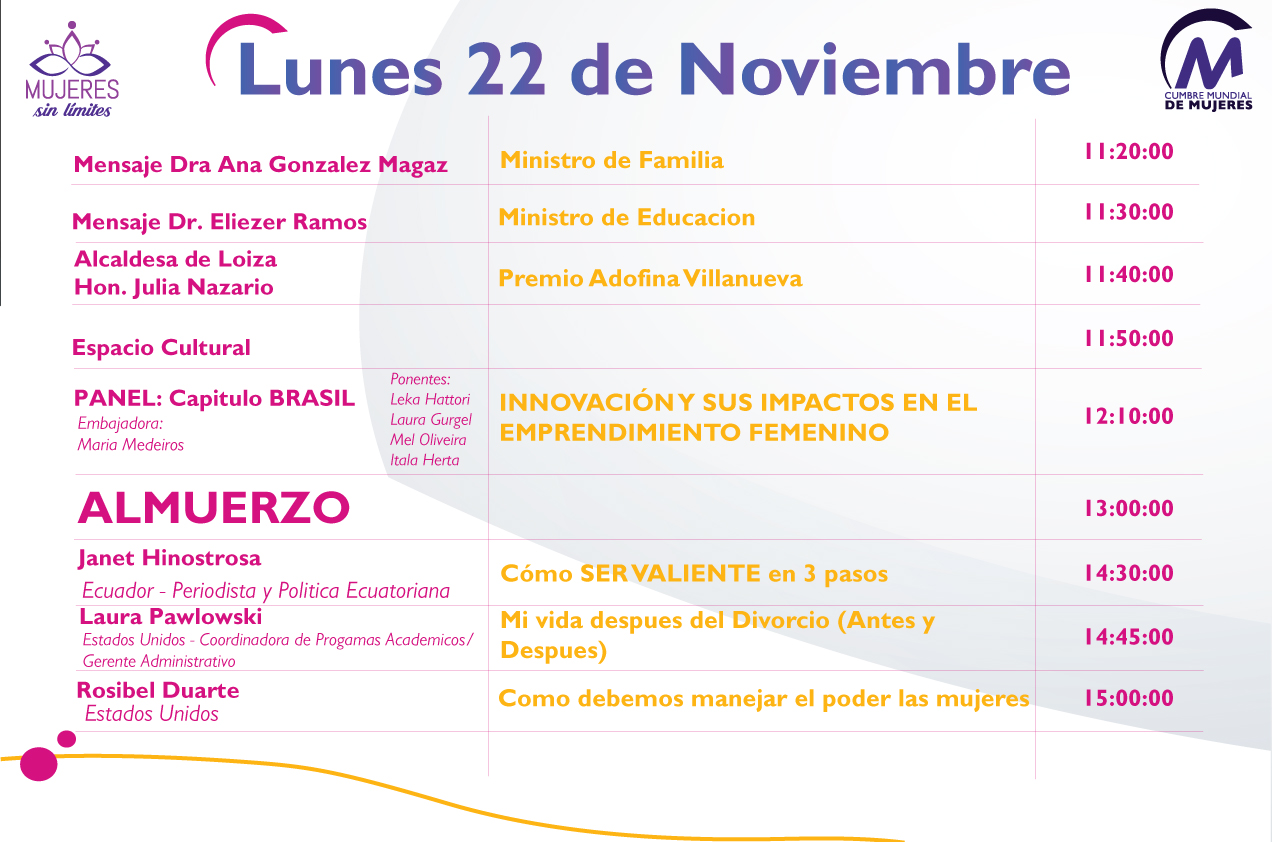 MUJERES
sin límites
Lunes 22 de Noviembre
CUMBRE MUNDIAL
DE MUJERES
Mensaje Dra Ana Gonzalez Magaz
Ministro de Familia
11:20:00
Mensaje Dr. Eliezer Ramos
Ministro de Educacion
11:30:00
Alcaldesa de Loiza
Hon. Julia Nazario
Premio Adofina Villanueva
11:40:00
Espacio Cultural
11:50:00
PANEL: Capitulo BRASIL
Embajadora:
Maria Medeiros
Ponentes:
Leka Hattori
Laura Gurgel
Mel Oliveira
Itala Herta
INNOVACIÓN Y SUS IMPACTOS EN EL
EMPRENDIMIENTO FEMENINO
12:10:00
ALMUERZO
13:00:00
Janet Hinostrosa
Ecuador - Periodista y Politica Ecuatoriana
Cómo SER VALIENTE en 3 pasos
14:30:00
Laura Pawlowski
Estados Unidos - Coordinadora de Progamas Academicos/
Gerente Administrativo
Mi vida despues del Divorcio (Antes y
Despues)
14:45:00
Rosibel Duarte
Estados Unidos
Como debemos manejar el poder las mujeres
15:00:00